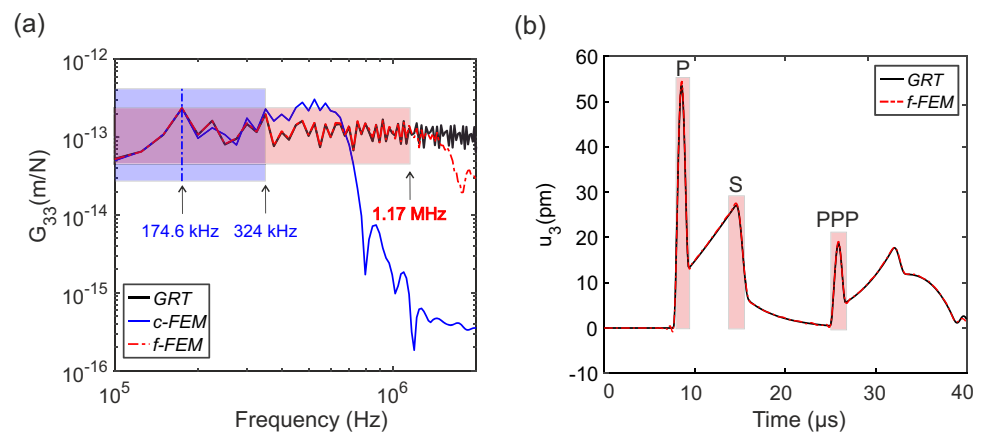 (a)
10^-12
10^-13
10^-14
10^-15
10^-16
G_33(m/N)
174.6 kHz
324 kHz
1.17 MHz
GRT
c-FEM
f-FEM
10^5
10^6
Frequency (Hz)
(b)
60
50
40
30
20
10
0
-10
u_3(pm)
P
S
PPP
GRT
f-FEM
0
10
20
30
40
Time (μs)